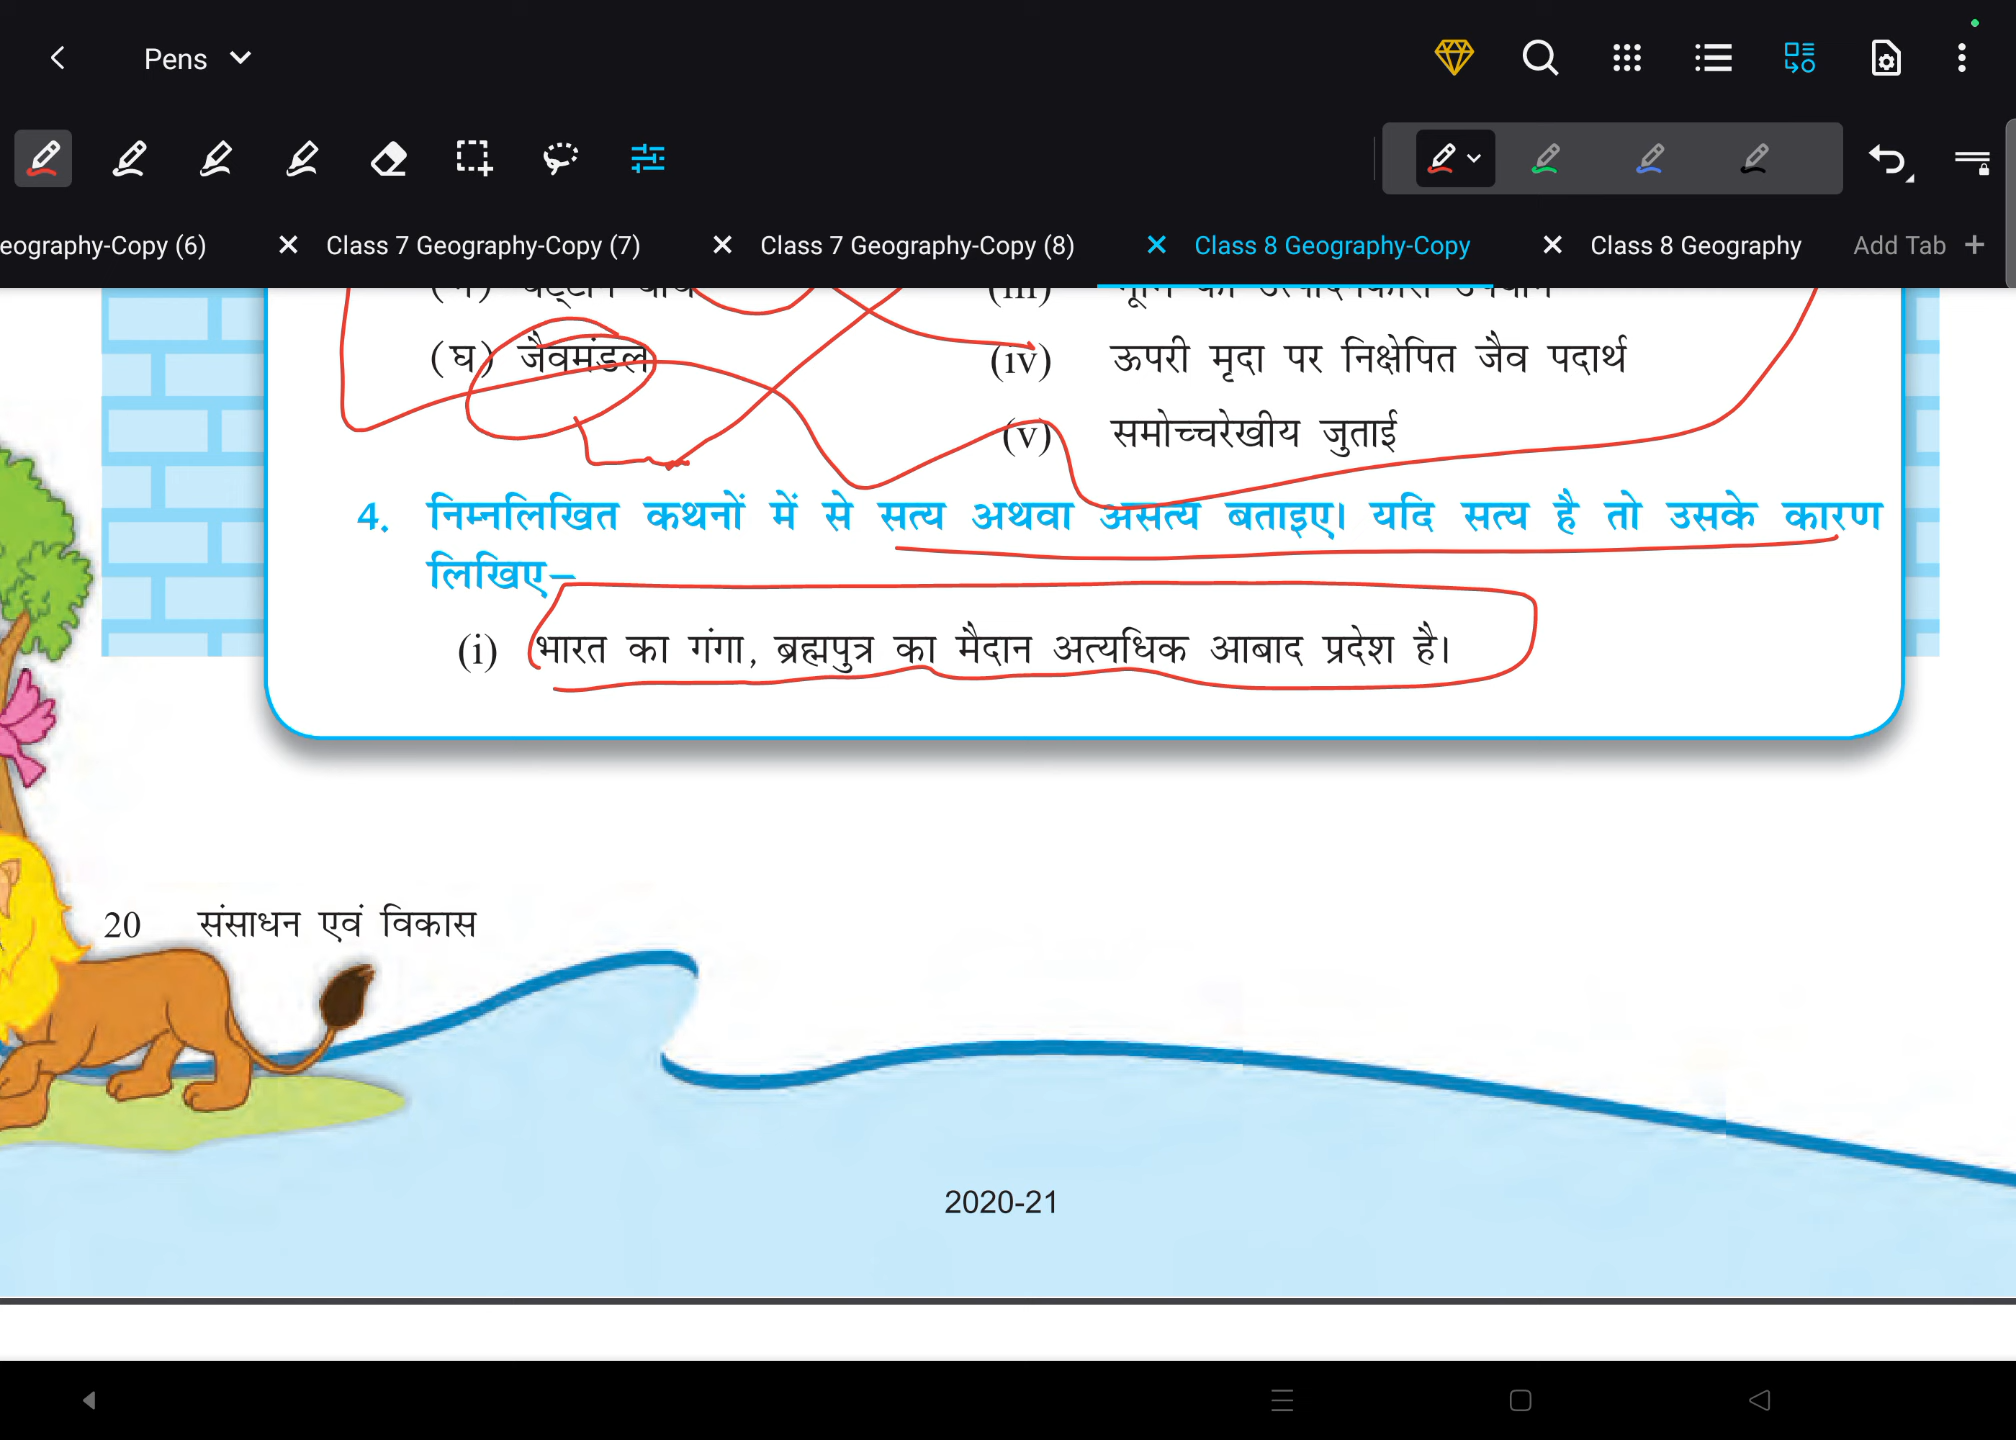 Pens
eography-Copy (6)
Class 7 Geography-Copy (7)
Class 7 Geography-Copy (8)
Class 8 Geography-Copy
Class 8 Geography
Add Tab
(iii)
(घ) जैवमंडल
(iv) ऊपरी मृदा पर निक्षेपित जैव पदार्थ
(v) समोच्चरेखीय जुताई
4. निम्नलिखित कथनों में से सत्य अथवा असत्य बताइए। यदि सत्य है तो उसके कारण
लिखिए–
(i) भारत का गंगा, ब्रह्मपुत्र का मैदान अत्यधिक आबाद प्रदेश है।
20 संसाधन एवं विकास
2020-21